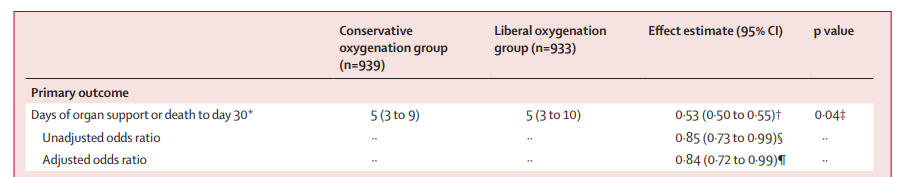 Conservative oxygenation group (n=939) Liberal oxygenation group (n=933) Effect estimate (95% CI) p value
Primary outcome
Days of organ support or death to day 30* 5 (3 to 9) 5 (3 to 10) 0·53 (0·50 to 0·55)† 0·04‡
Unadjusted odds ratio ·· ·· 0·85 (0·73 to 0·99)§ ··
Adjusted odds ratio ·· ·· 0·84 (0·72 to 0·99)¶ ··